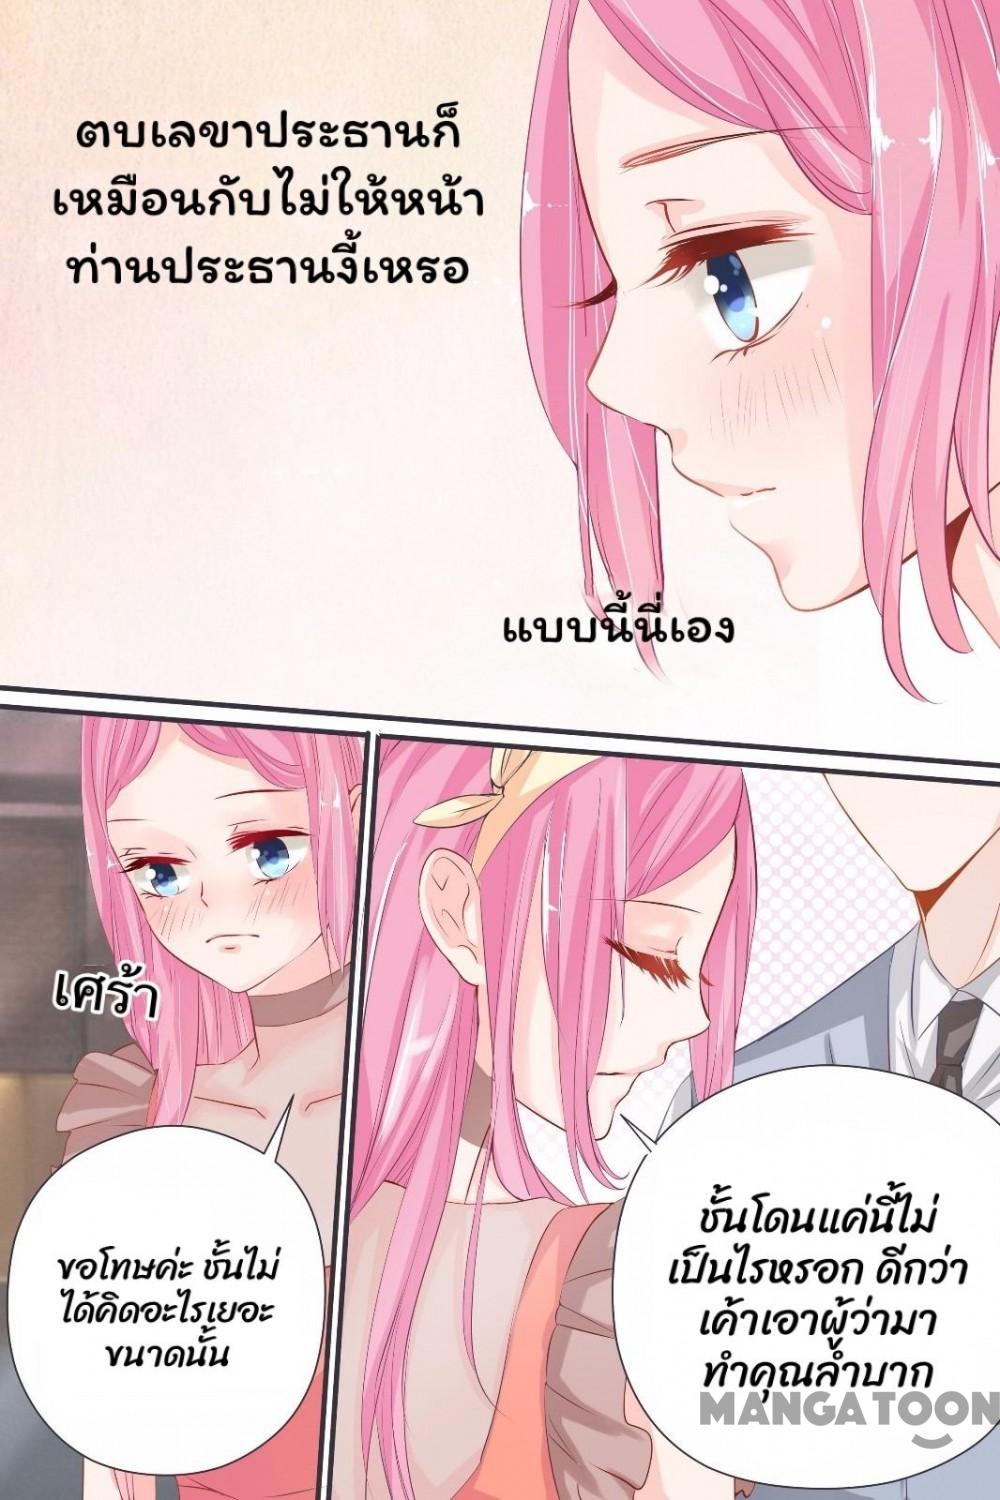 ตบเลขาประธานก็
เหมือนกับไม่ให้หน้า
ท่านประธานงี้เหรอ
แบบนี้นี่เอง
เศร้า
ขอโทษค่ะ ชั้นไม่
ได้คิดอะไรเยอะ
ขนาดนั้น
ชั้นโดนแค่นี้ไม่
เป็นไรหรอก ดีกว่า
เค้าเอาผู้ว่ามา
ทำคุณลำบาก
MANGATOON